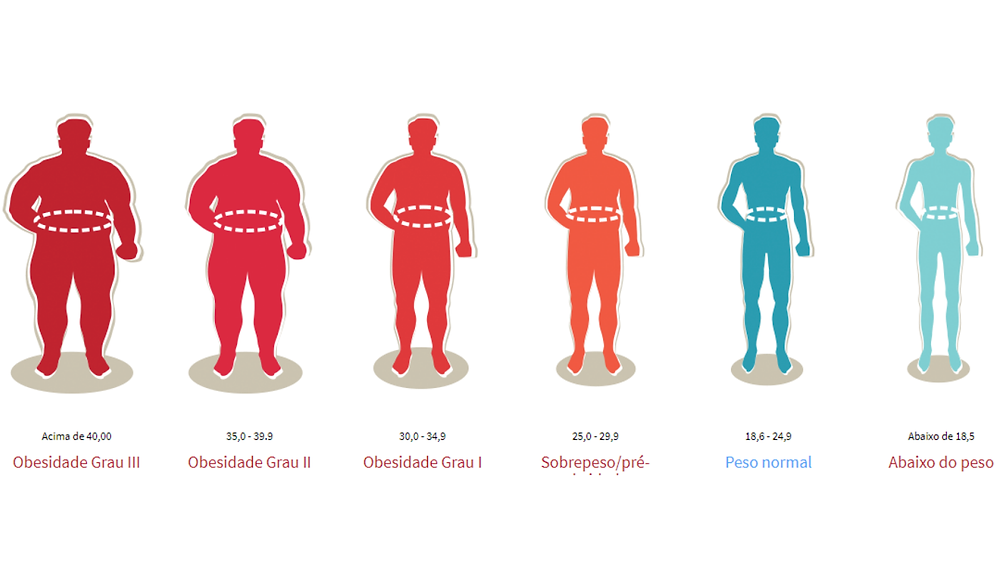 Acima de 40,00
35,0 - 39.9
30,0 - 34,9
25,0 - 29,9
18,6 - 24,9
Abaixo de 18,5
Obesidade Grau III
Obesidade Grau II
Obesidade Grau I
Sobrepeso/pré-
Peso normal
Abaixo do peso